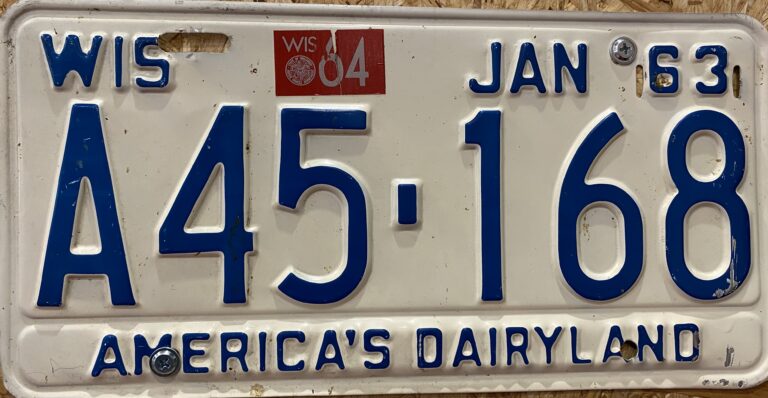 WIS WIS 64 JAN 63
A45-168
AMERICA'S DAIRYLAND